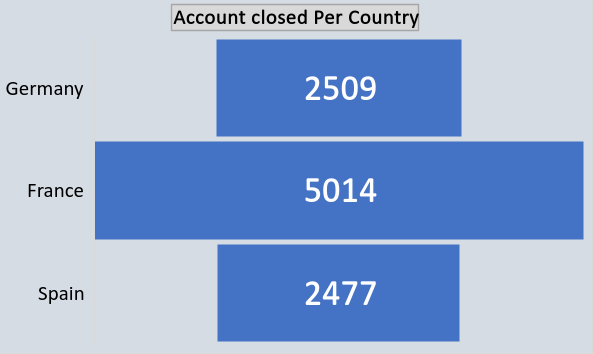 Account closed Per Country
Germany 2509
France 5014
Spain 2477